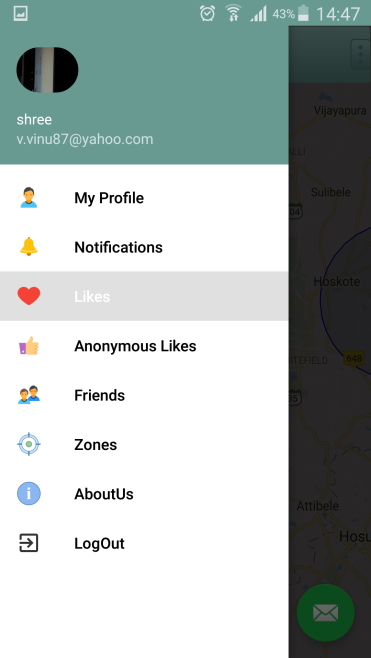 43% 14:47
shree
v.vinu87@yahoo.com
My Profile
Notifications
Likes
Anonymous Likes
Friends
Zones
AboutUs
LogOut
Vijayapura
Sulibele
Hoskote
648
Attibele